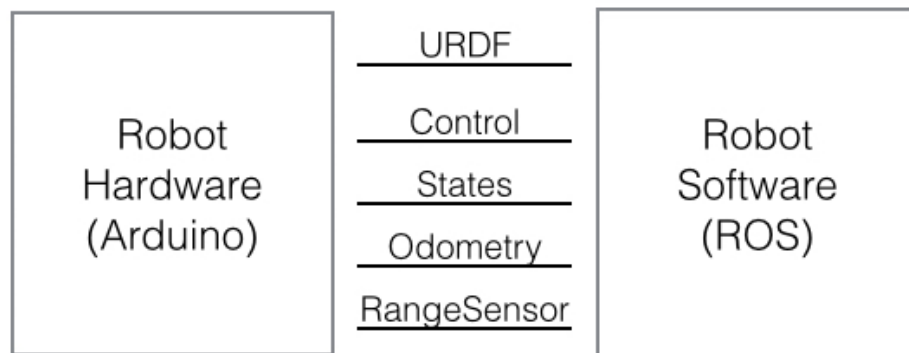 Robot
Hardware
(Arduino)
URDF
Control
States
Odometry
RangeSensor
Robot
Software
(ROS)